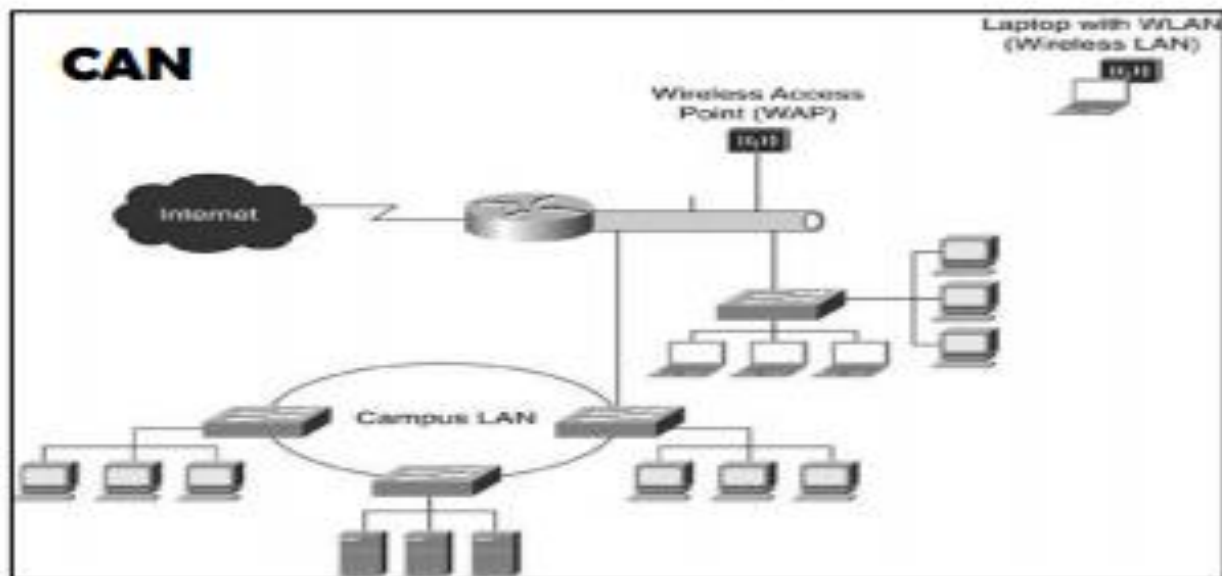 CAN
Laptop with WLAN
(Wireless LAN)
Wireless Access
Point (WAP)
Internet
Campus LAN